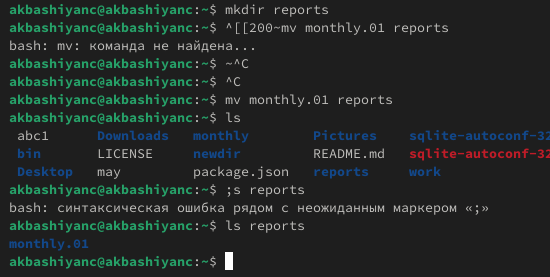 akbashiyanc@akbashiyanc:~$ mkdir reports
akbashiyanc@akbashiyanc:~$ ^[[200~mv monthly.01 reports
bash: mv: команда не найдена...
akbashiyanc@akbashiyanc:~$ ~^C
akbashiyanc@akbashiyanc:~$ ^C
akbashiyanc@akbashiyanc:~$ mv monthly.01 reports
akbashiyanc@akbashiyanc:~$ ls
abc1 Downloads monthly Pictures sqlite-autoconf-32
bin LICENSE newdir README.md sqlite-autoconf-32
Desktop may package.json reports work
akbashiyanc@akbashiyanc:~$ ;s reports
bash: синтаксическая ошибка рядом с неожиданным маркером «;»
akbashiyanc@akbashiyanc:~$ ls reports
monthly.01
akbashiyanc@akbashiyanc:~$